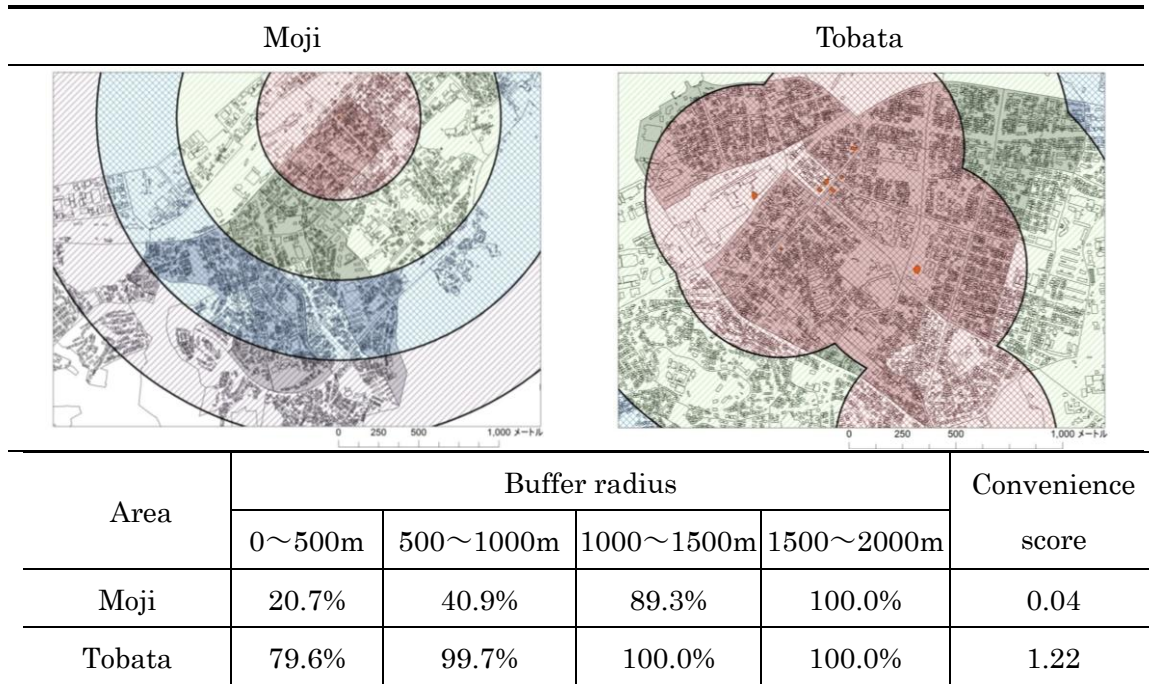 Moji Tobata
0 250 500 1,000 メートル
0 250 500 1,000 メートル
Area Buffer radius Convenience score
0～500m 500～1000m 1000～1500m 1500～2000m
Moji 20.7% 40.9% 89.3% 100.0% 0.04
Tobata 79.6% 99.7% 100.0% 100.0% 1.22